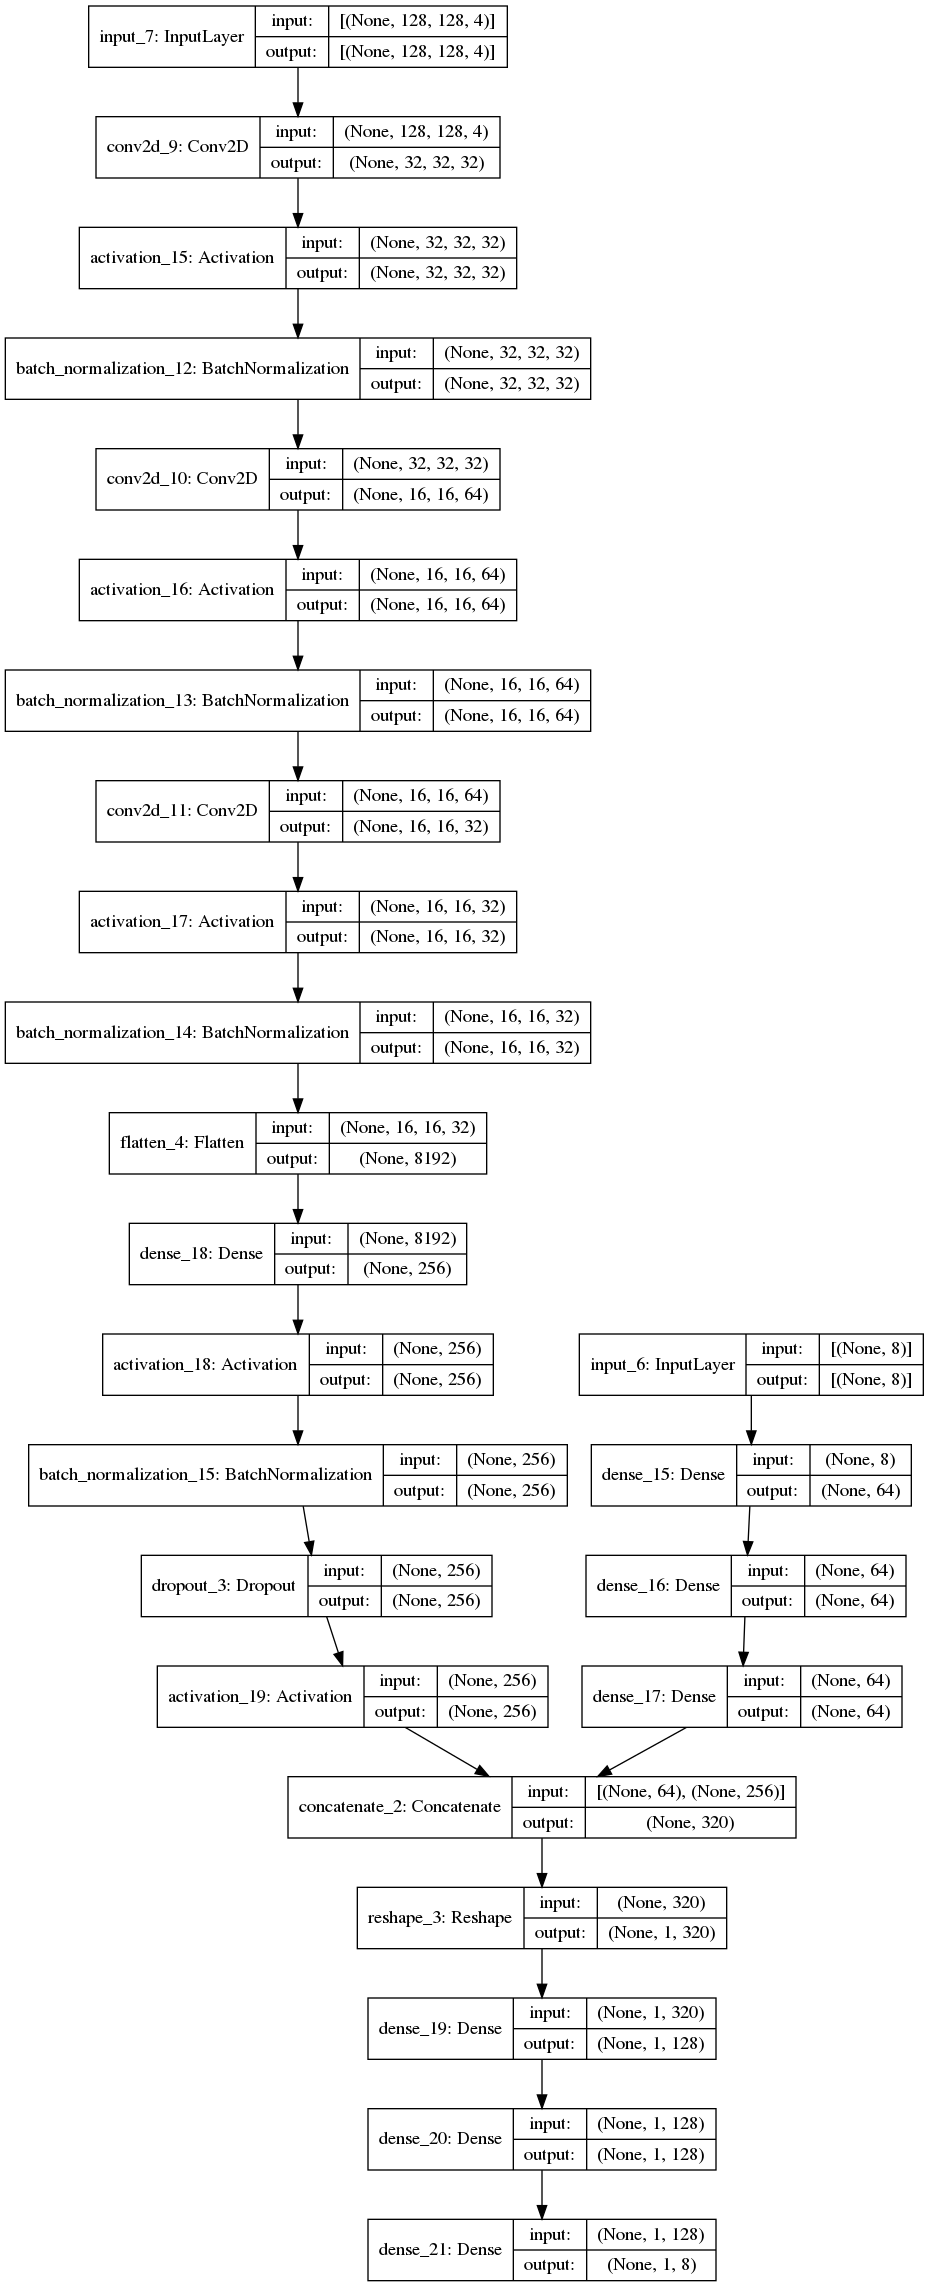 input_7: InputLayer
input: [(None, 128, 128, 4)]
output: [(None, 128, 128, 4)]
conv2d_9: Conv2D
input: (None, 128, 128, 4)
output: (None, 32, 32, 32)
activation_15: Activation
input: (None, 32, 32, 32)
output: (None, 32, 32, 32)
batch_normalization_12: BatchNormalization
input: (None, 32, 32, 32)
output: (None, 32, 32, 32)
conv2d_10: Conv2D
input: (None, 32, 32, 32)
output: (None, 16, 16, 64)
activation_16: Activation
input: (None, 16, 16, 64)
output: (None, 16, 16, 64)
batch_normalization_13: BatchNormalization
input: (None, 16, 16, 64)
output: (None, 16, 16, 64)
conv2d_11: Conv2D
input: (None, 16, 16, 64)
output: (None, 16, 16, 32)
activation_17: Activation
input: (None, 16, 16, 32)
output: (None, 16, 16, 32)
batch_normalization_14: BatchNormalization
input: (None, 16, 16, 32)
output: (None, 16, 16, 32)
flatten_4: Flatten
input: (None, 16, 16, 32)
output: (None, 8192)
dense_18: Dense
input: (None, 8192)
output: (None, 256)
activation_18: Activation
input: (None, 256)
output: (None, 256)
input_6: InputLayer
input: [(None, 8)]
output: [(None, 8)]
batch_normalization_15: BatchNormalization
input: (None, 256)
output: (None, 256)
dense_15: Dense
input: (None, 8)
output: (None, 64)
dropout_3: Dropout
input: (None, 256)
output: (None, 256)
dense_16: Dense
input: (None, 64)
output: (None, 64)
activation_19: Activation
input: (None, 256)
output: (None, 256)
dense_17: Dense
input: (None, 64)
output: (None, 64)
concatenate_2: Concatenate
input: [(None, 64), (None, 256)]
output: (None, 320)
reshape_3: Reshape
input: (None, 320)
output: (None, 1, 320)
dense_19: Dense
input: (None, 1, 320)
output: (None, 1, 128)
dense_20: Dense
input: (None, 1, 128)
output: (None, 1, 128)
dense_21: Dense
input: (None, 1, 128)
output: (None, 1, 8)